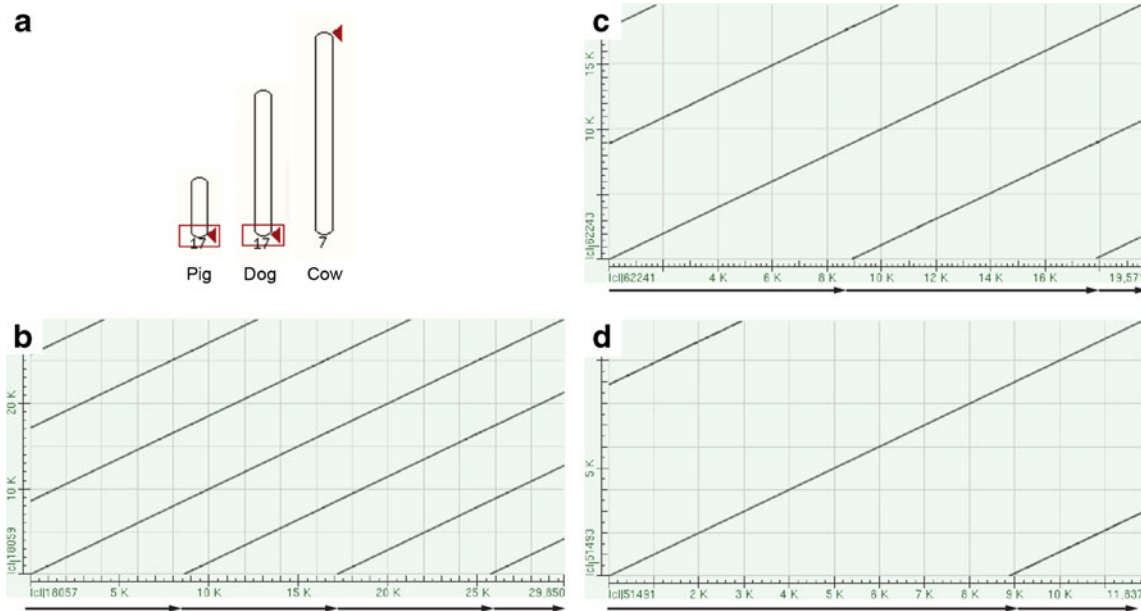 a
17
17
7
Pig
Dog
Cow
b
20 K
10 K
lcl|18059
lcl|18057
5 K
10 K
15 K
20 K
25 K
29,850
c
15 K
10 K
lcl|62243
lcl|62241
4 K
6 K
8 K
10 K
12 K
14 K
16 K
19,571
d
5 K
lcl|51493
lcl|51491
2 K
3 K
4 K
5 K
6 K
7 K
8 K
9 K
10 K